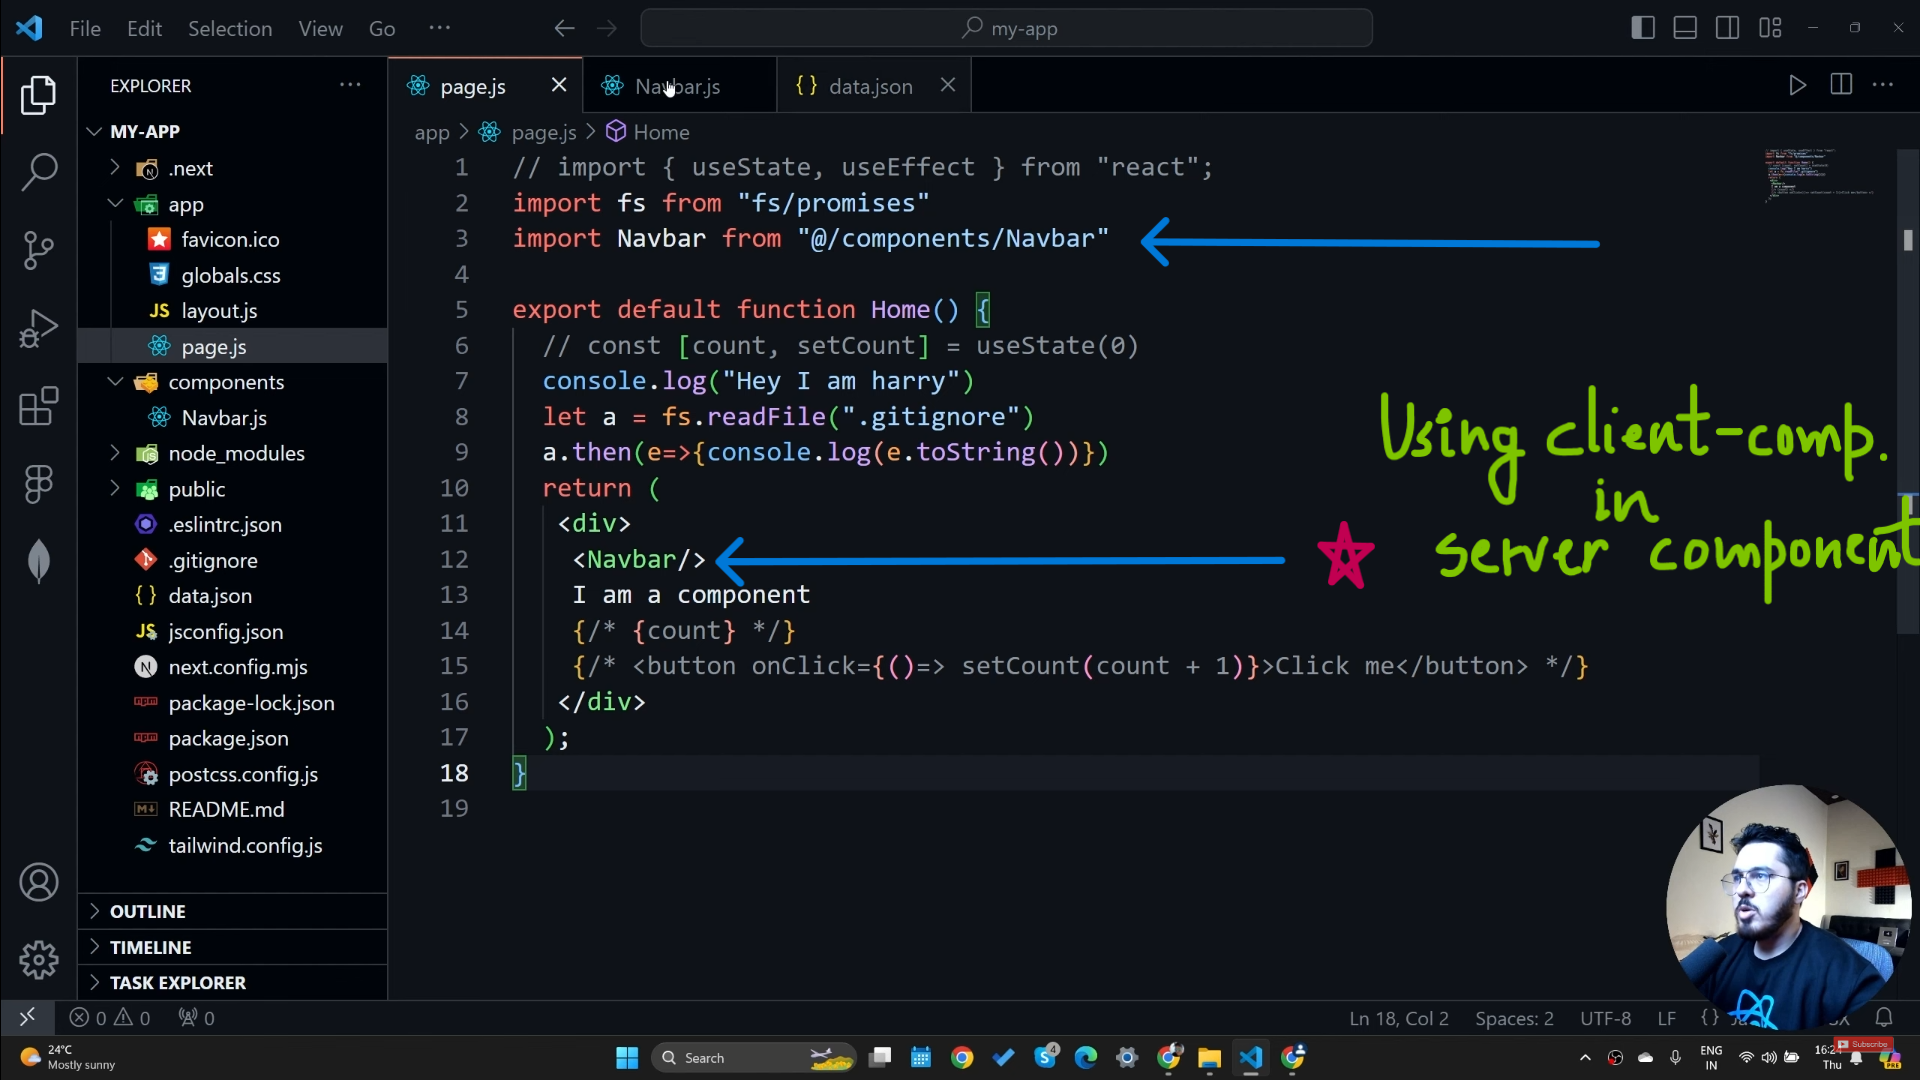 File Edit Selection View Go ···
my-app
EXPLORER ···
MY-APP
.next
app
favicon.ico
globals.css
layout.js
page.js
components
Navbar.js
node_modules
public
.eslintrc.json
.gitignore
data.json
jsconfig.json
next.config.mjs
package-lock.json
package.json
postcss.config.js
README.md
tailwind.config.js
OUTLINE
TIMELINE
TASK EXPLORER
page.js Navbar.js data.json
app > page.js > Home
1 // import { useState, useEffect } from "react";
2 import fs from "fs/promises"
3 import Navbar from "@/components/Navbar"
4
5 export default function Home() {
6 // const [count, setCount] = useState(0)
7 console.log("Hey I am harry")
8 let a = fs.readFile(".gitignore")
9 a.then(e=>{console.log(e.toString())})
10 return (
11 <div>
12 <Navbar/>
13 I am a component
14 {/* {count} */}
15 {/* <button onClick={()=> setCount(count + 1)}>Click me</button> */}
16 </div>
17 );
18 }
19
Using client-comp.
in
server component
0 0 0
Ln 18, Col 2 Spaces: 2 UTF-8 LF {}
24°C
Mostly sunny
Search
4
ENG
IN
16:24
Thu
Subscribe
PRE